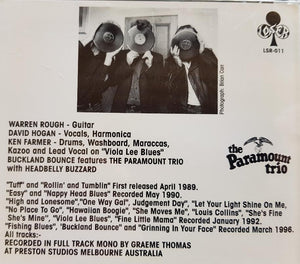 LSR-011
Photograph: Brian Carr
WARREN ROUGH - Guitar
DAVID HOGAN - Vocals, Harmonica
KEN FARMER - Drums, Washboard, Maraccas,
Kazoo and Lead Vocal on "Viola Lee Blues"
BUCKLAND BOUNCE features THE PARAMOUNT TRIO
with HEADBELLY BUZZARD
the
Paramount
trio
"Tuff" and "Rollin' and Tumblin" First released April 1989.
"Easy" and "Nappy Head Blues" Recorded May 1990.
"High and Lonesome","One Way Gal", Judgement Day", "Let Your Light Shine On Me,
"No Place To Go", "Hawaiian Boogie", "She Moves Me", "Louis Collins", "She's Fine
She's Mine", "Viola Lee Blues", "Fine Little Mama" Recorded January 1992.
"Fishing Blues", 'Buckland Bounce" and "Grinning In Your Face" Recorded March 1996.
All tracks:-
RECORDED IN FULL TRACK MONO BY GRAEME THOMAS
AT PRESTON STUDIOS MELBOURNE AUSTRALIA